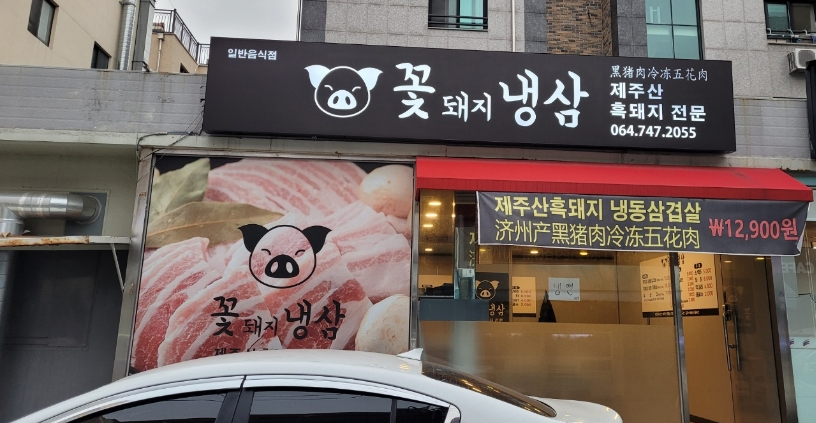 일반음식점
꽃돼지냉삼
黑猪肉冷冻五花肉
제주산
흑돼지 전문
064.747.2055
제주산흑돼지 냉동삼겹살
济州产黑猪肉冷冻五花肉
₩12,900원
꽃돼지냉삼
냉면